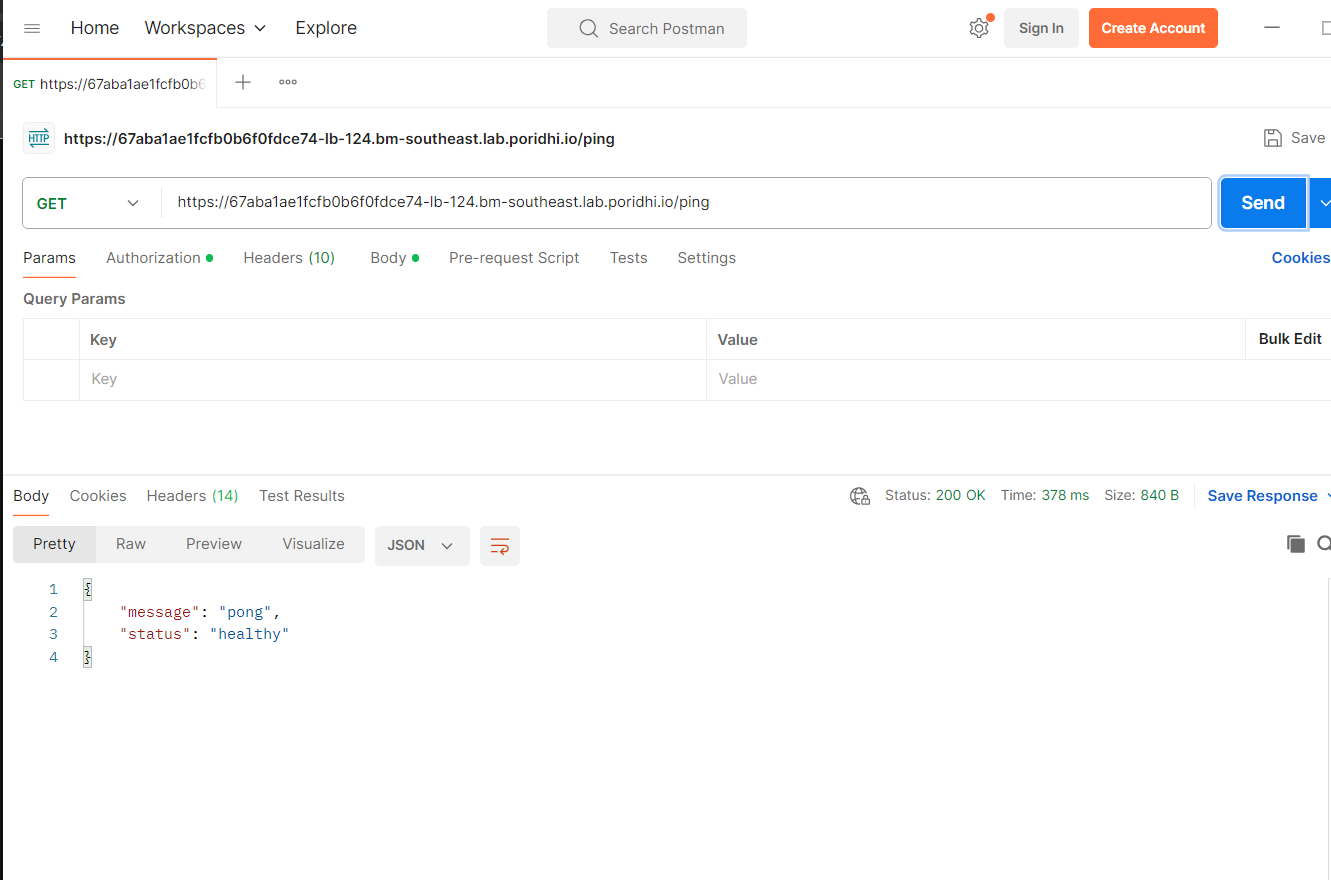 Home Workspaces Explore Search Postman Sign In Create Account
GET https://67aba1ae1fcfb0b6
HTTP https://67aba1ae1fcfb0b6f0fdce74-lb-124.bm-southeast.lab.poridhi.io/ping Save
GET https://67aba1ae1fcfb0b6f0fdce74-lb-124.bm-southeast.lab.poridhi.io/ping Send
Params Authorization Headers (10) Body Pre-request Script Tests Settings Cookies
Query Params
Key Value Bulk Edit
Key Value
Body Cookies Headers (14) Test Results Status: 200 OK Time: 378 ms Size: 840 B Save Response
Pretty Raw Preview Visualize JSON
1 {
2 "message": "pong",
3 "status": "healthy"
4 }